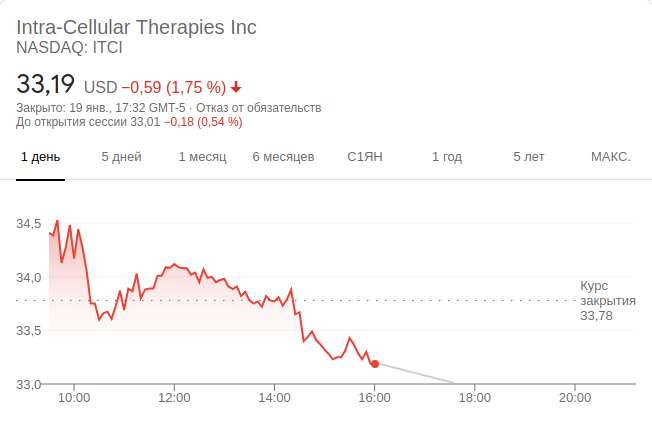 Intra-Cellular Therapies Inc
NASDAQ: ITCI
33,19 USD −0,59 (1,75 %)
Закрыто: 19 янв., 17:32 GMT-5 · Отказ от обязательств
До открытия сессии 33,01 −0,18 (0,54 %)
1 день 5 дней 1 месяц 6 месяцев С1ЯН 1 год 5 лет МАКС.
34,5
34,0
Курс
закрытия
33,78
33,5
33,0
10:00 12:00 14:00 16:00 18:00 20:00